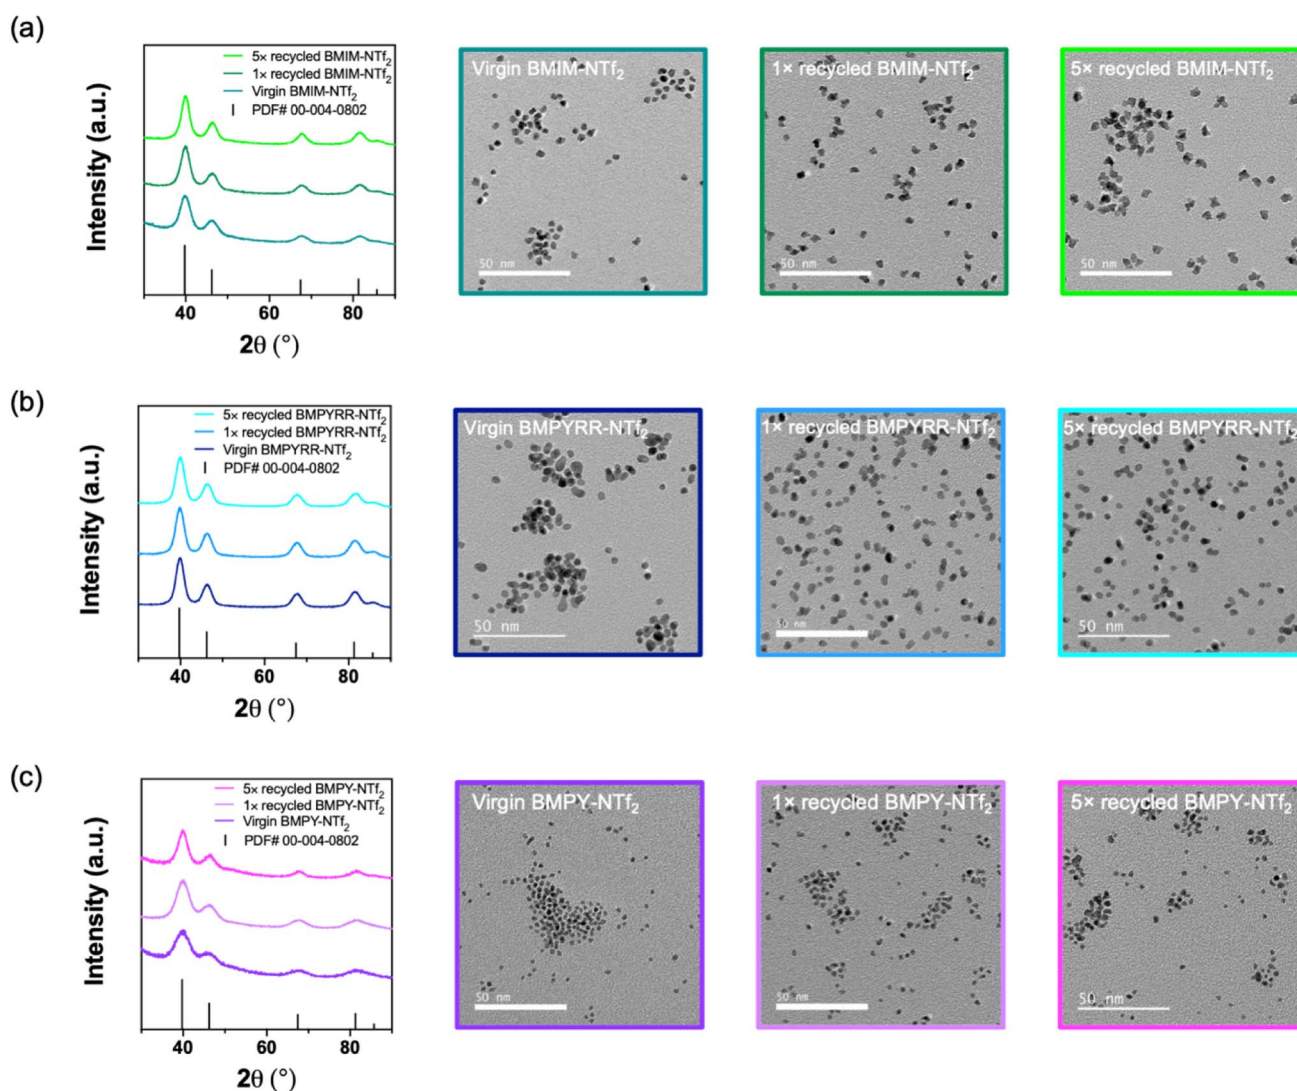 (a)
Intensity (a.u.)
5× recycled BMIM-NTf₂
1× recycled BMIM-NTf₂
Virgin BMIM-NTf₂
PDF# 00-004-0802
40 60 80
2θ (°)
Virgin BMIM-NTf₂
50 nm
1× recycled BMIM-NTf₂
50 nm
5× recycled BMIM-NTf₂
50 nm
(b)
Intensity (a.u.)
5× recycled BMPYRR-NTf₂
1× recycled BMPYRR-NTf₂
Virgin BMPYRR-NTf₂
PDF# 00-004-0802
40 60 80
2θ (°)
Virgin BMPYRR-NTf₂
50 nm
1× recycled BMPYRR-NTf₂
50 nm
5× recycled BMPYRR-NTf₂
50 nm
(c)
Intensity (a.u.)
5× recycled BMPY-NTf₂
1× recycled BMPY-NTf₂
Virgin BMPY-NTf₂
PDF# 00-004-0802
40 60 80
2θ (°)
Virgin BMPY-NTf₂
50 nm
1× recycled BMPY-NTf₂
50 nm
5× recycled BMPY-NTf₂
50 nm